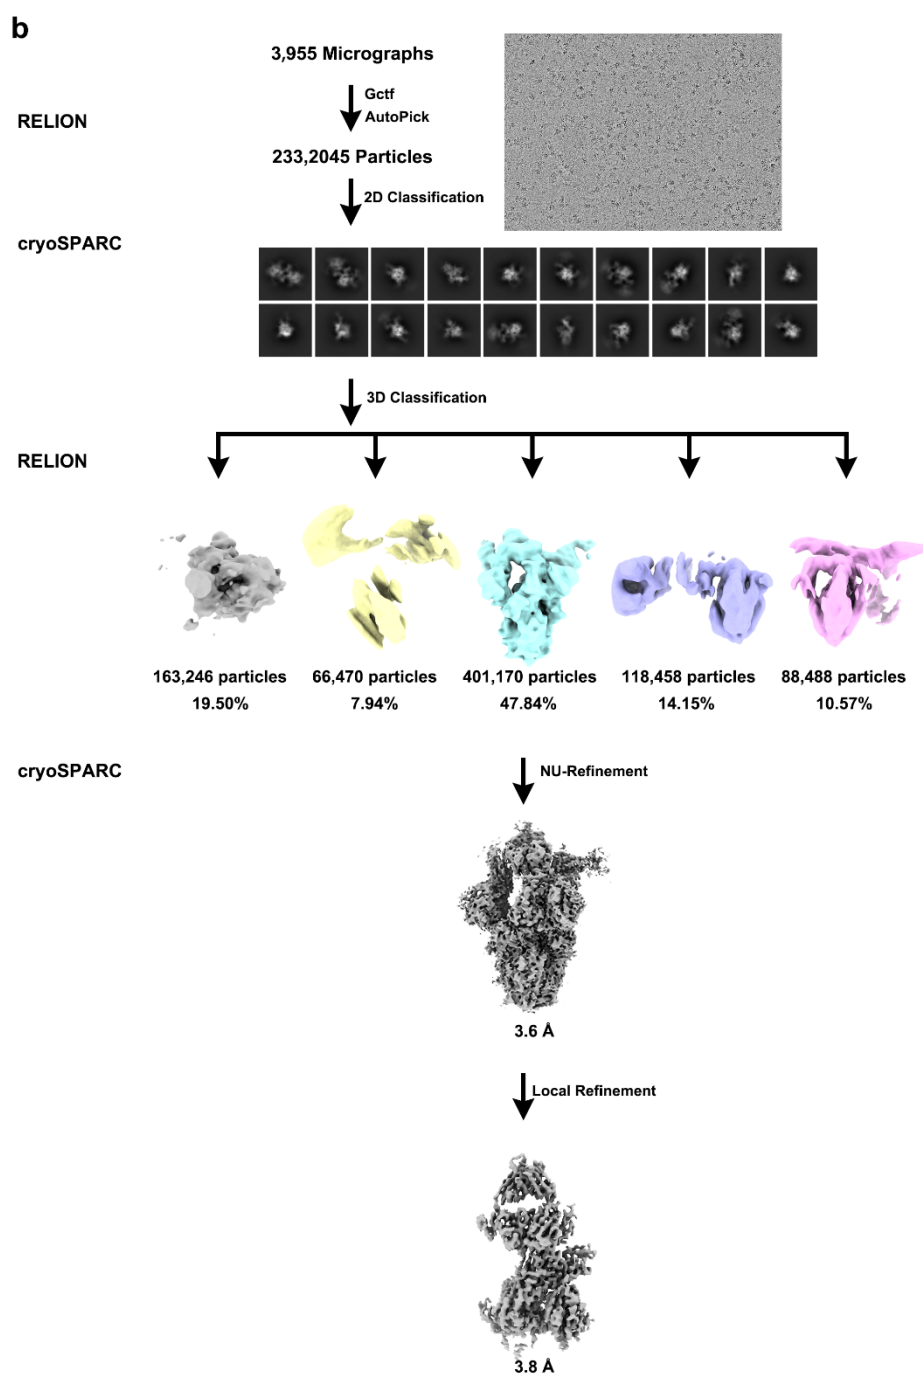 b
3,955 Micrographs
Gctf
RELION
AutoPick
233,2045 Particles
2D Classification
cryoSPARC
3D Classification
RELION
163,246 particles 66,470 particles 401,170 particles 118,458 particles 88,488 particles
19.50% 7.94% 47.84% 14.15% 10.57%
cryoSPARC NU-Refinement
3.6 Å
Local Refinement
3.8 Å